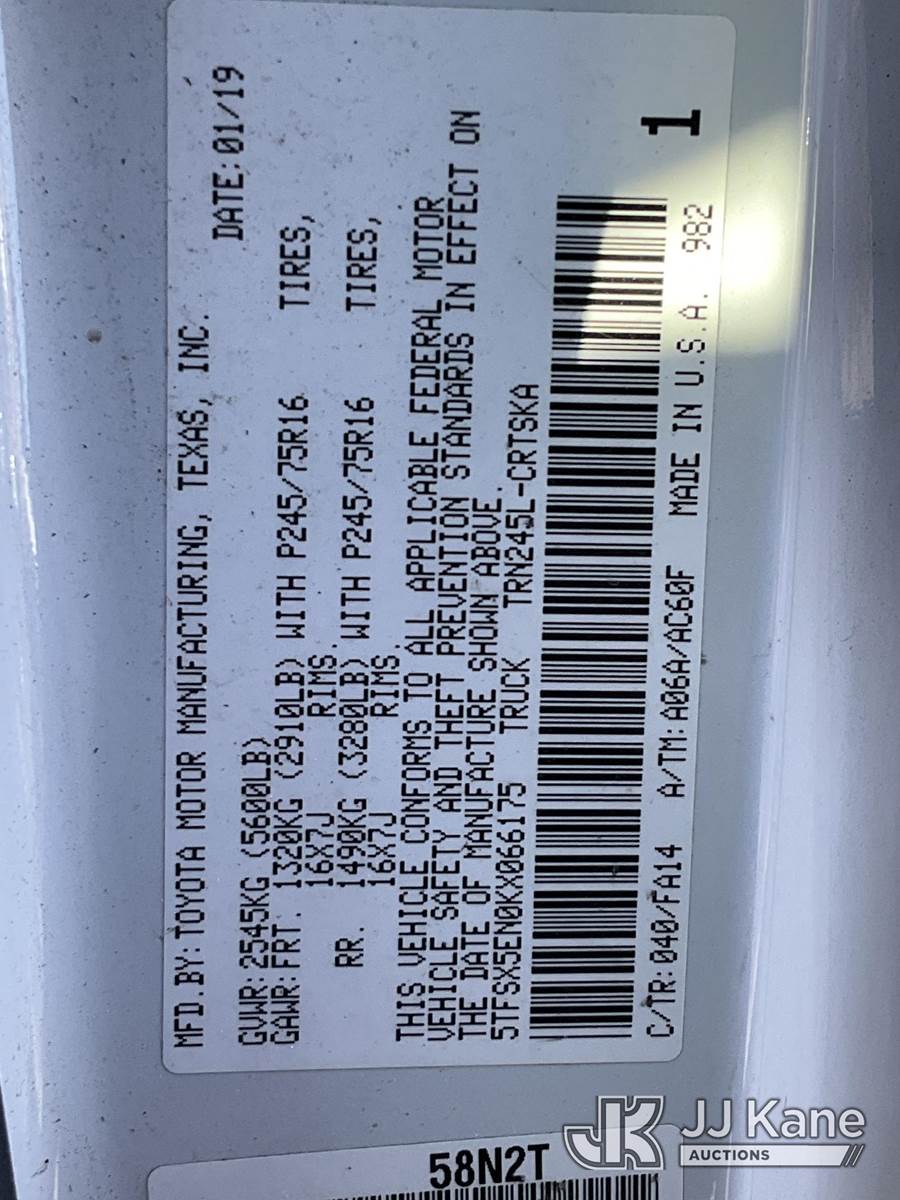 MFD.BY:TOYOTA MOTOR MANUFACTURING, TEXAS, INC.
DATE:01/19
GVWR:2545KG (5600LB)
GAWR:FRT. 1320KG (2910LB) WITH P245/75R16 TIRES,
16X7J RIMS.
RR. 1490KG (3280LB) WITH P245/75R16 TIRES,
16X7J RIMS.
THIS VEHICLE CONFORMS TO ALL APPLICABLE FEDERAL MOTOR
VEHICLE SAFETY AND THEFT PREVENTION STANDARDS IN EFFECT ON
THE DATE OF MANUFACTURE SHOWN ABOVE.
5TFSX5EN0KX066175 TRUCK TRN245L-CRTSKA
1
C/TR:040/FA14 A/TM:A06A/AC60F MADE IN U.S.A. 982
58N2T
JK JJ Kane
AUCTIONS